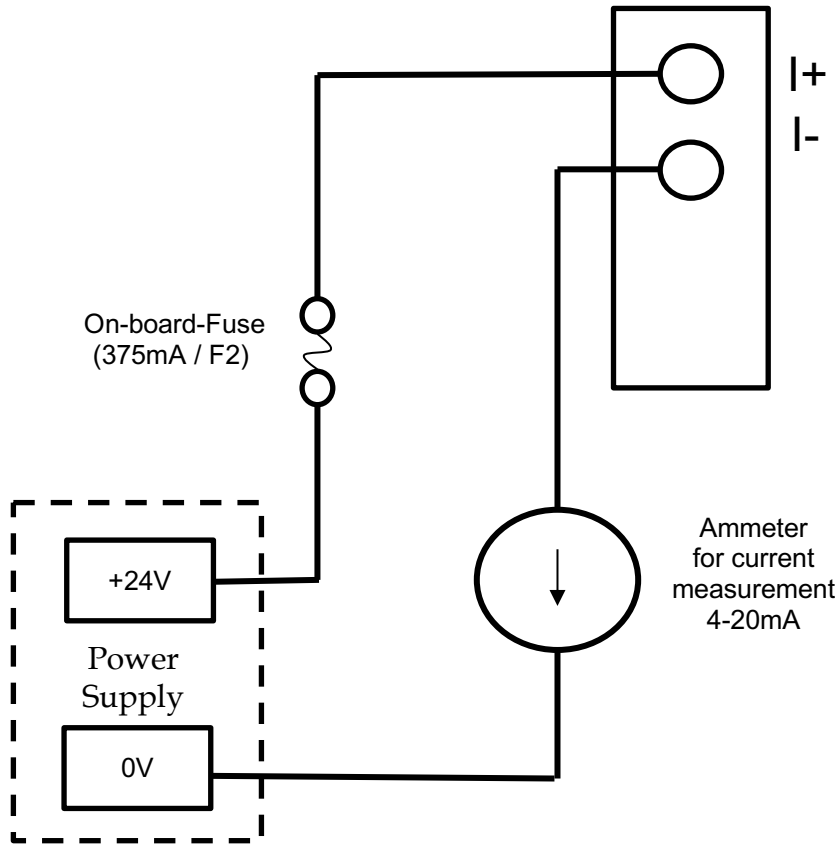 I+
I-
On-board-Fuse
(375mA / F2)
+24V
Power
Supply
0V
Ammeter
for current
measurement
4-20mA